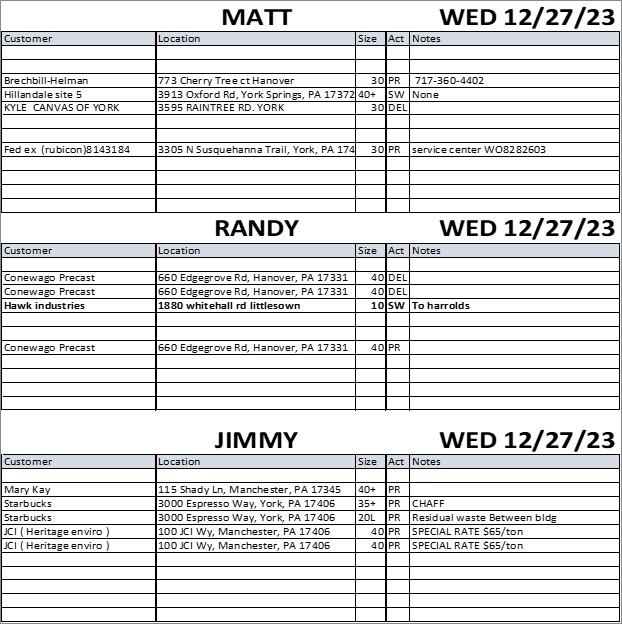 MATT WED 12/27/23
Customer Location Size Act Notes
Brechbill-Helman 773 Cherry Tree ct Hanover 30 PR 717-360-4402
Hillandale site 5 3913 Oxford Rd, York Springs, PA 17372 40+ SW None
KYLE CANVAS OF YORK 3595 RAINTREE RD. YORK 30 DEL
Fed ex (rubicon)8143184 3305 N Susquehanna Trail, York, PA 174 30 PR service center WO8282603
RANDY WED 12/27/23
Customer Location Size Act Notes
Conewago Precast 660 Edgegrove Rd, Hanover, PA 17331 40 DEL
Conewago Precast 660 Edgegrove Rd, Hanover, PA 17331 40 DEL
Hawk industries 1880 whitehall rd littlesown 10 SW To harrolds
Conewago Precast 660 Edgegrove Rd, Hanover, PA 17331 40 PR
JIMMY WED 12/27/23
Customer Location Size Act Notes
Mary Kay 115 Shady Ln, Manchester, PA 17345 40+ PR
Starbucks 3000 Espresso Way, York, PA 17406 35+ PR CHAFF
Starbucks 3000 Espresso Way, York, PA 17406 20L PR Residual waste Between bldg
JCI ( Heritage enviro ) 100 JCI Wy, Manchester, PA 17406 40 PR SPECIAL RATE $65/ton
JCI ( Heritage enviro ) 100 JCI Wy, Manchester, PA 17406 40 PR SPECIAL RATE $65/ton